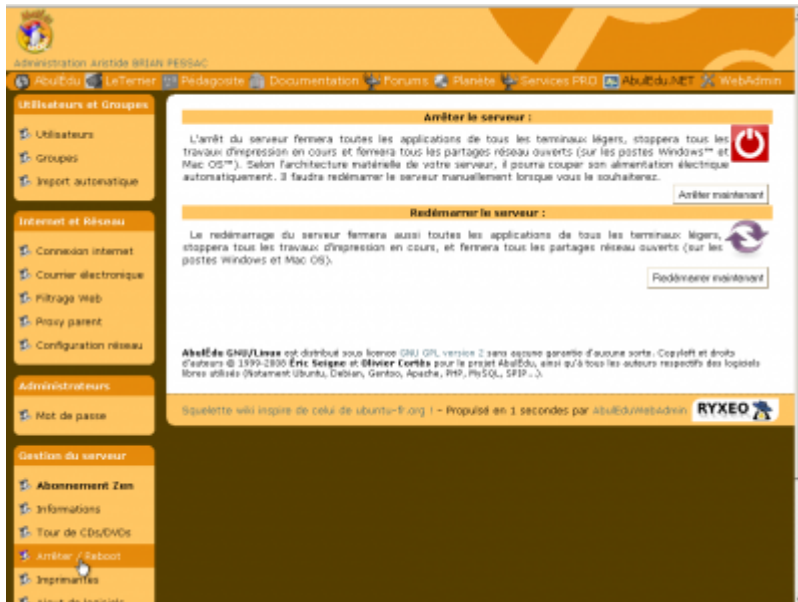 Administration Aristide BRIAN PESSAC
AbulEdu LeTerrier Pedagosite Documentation Forums Planète Services PRO AbulEdu.NET WebAdmin
Utilisateurs et Groupes
Utilisateurs
Groupes
Import automatique
Internet et Réseau
Connexion internet
Courrier électronique
Filtrage Web
Proxy parent
Configuration réseau
Administrateurs
Mot de passe
Gestion du serveur
Abonnement Zen
Informations
Tour de CDs/DVDs
Arrêter / Reboot
Imprimantes
Ajout de logiciels
Arrêter le serveur :
L'arrêt du serveur fermera toutes les applications de tous les terminaux légers, stoppera tous les
travaux d'impression en cours et fermera tous les partages réseau ouverts (sur les postes Windows™ et
Mac OS™). Selon l'architecture matérielle de votre serveur, il pourra couper son alimentation électrique
automatiquement. Il faudra redémarrer le serveur manuellement lorsque vous le souhaiterez.
Arrêter maintenant
Redémarrer le serveur :
Le redémarrage du serveur fermera aussi toutes les applications de tous les terminaux légers,
stoppera tous les travaux d'impression en cours, et fermera tous les partages réseau ouverts (sur les
postes Windows et Mac OS).
Redémarrer maintenant
AbulÉdu GNU/Linux est distribué sous licence GNU GPL version 2 sans aucune garantie d'aucune sorte. Copyleft et droits
d'auteurs © 1999-2008 Éric Seigne et Olivier Cortès pour le projet AbulÉdu, ainsi qu'à tous les auteurs respectifs des logiciels
libres utilisés (Notament Ubuntu, Debian, Gentoo, Apache, PHP, MySQL, SPIP...).
Squelette wiki inspire de celui de ubuntu-fr.org ! - Propulsé en 1 secondes par AbulEduWebAdmin RYXEO